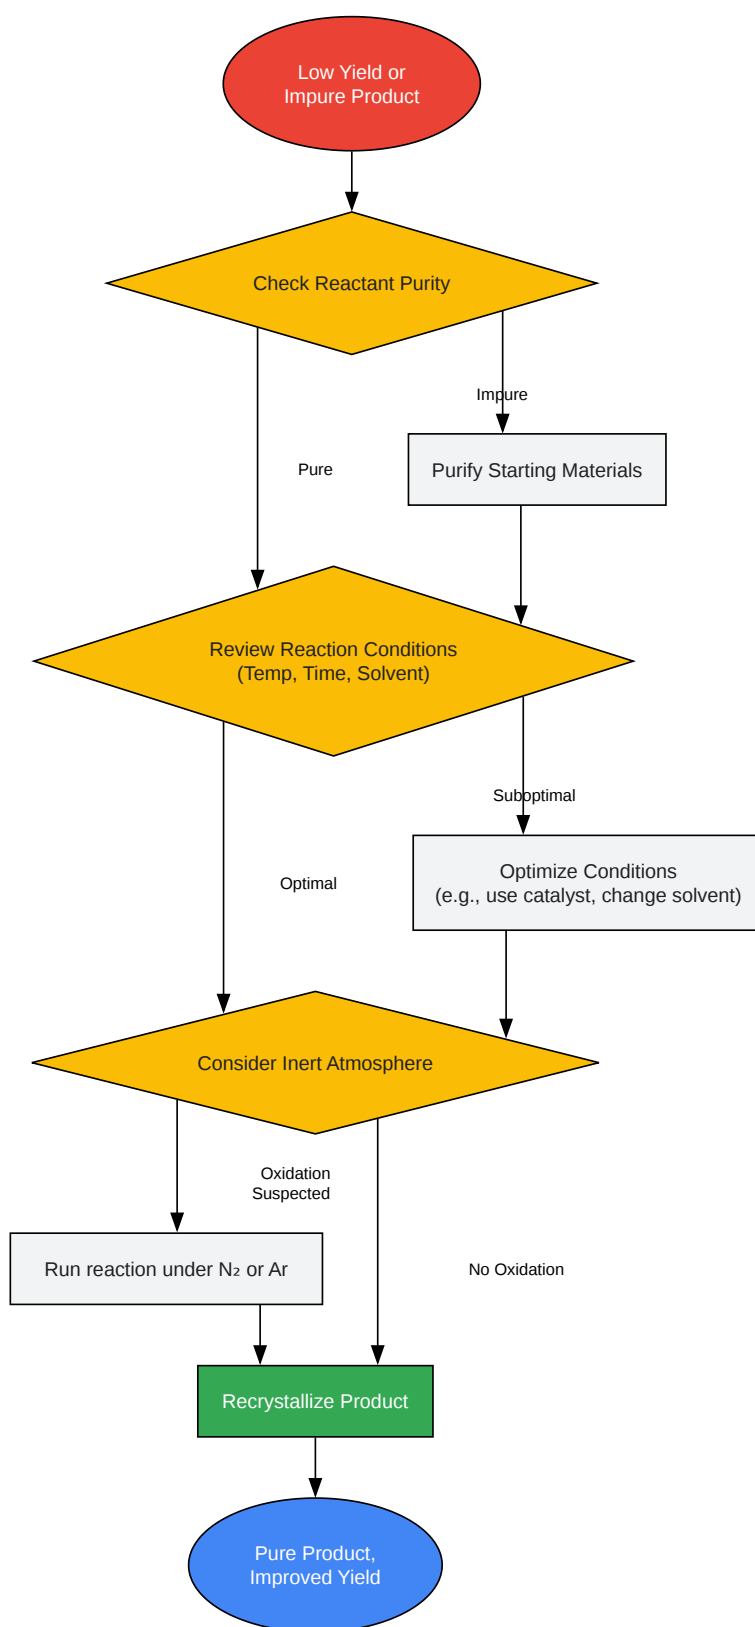 Low Yield or
Impure Product
Check Reactant Purity
Impure
Pure
Purify Starting Materials
Review Reaction Conditions
(Temp, Time, Solvent)
Suboptimal
Optimal
Optimize Conditions
(e.g., use catalyst, change solvent)
Consider Inert Atmosphere
Oxidation
Suspected
Run reaction under N₂ or Ar
No Oxidation
Recrystallize Product
Pure Product,
Improved Yield